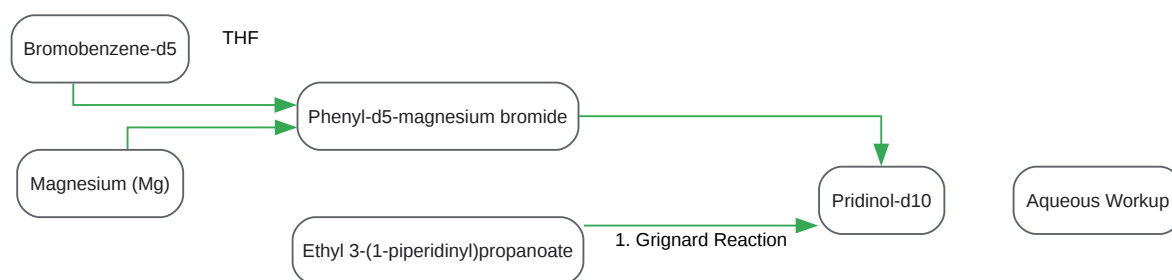 Bromobenzene-d5
THF
Phenyl-d5-magnesium bromide
Magnesium (Mg)
Pridinol-d10
Aqueous Workup
Ethyl 3-(1-piperidinyl)propanoate
1. Grignard Reaction